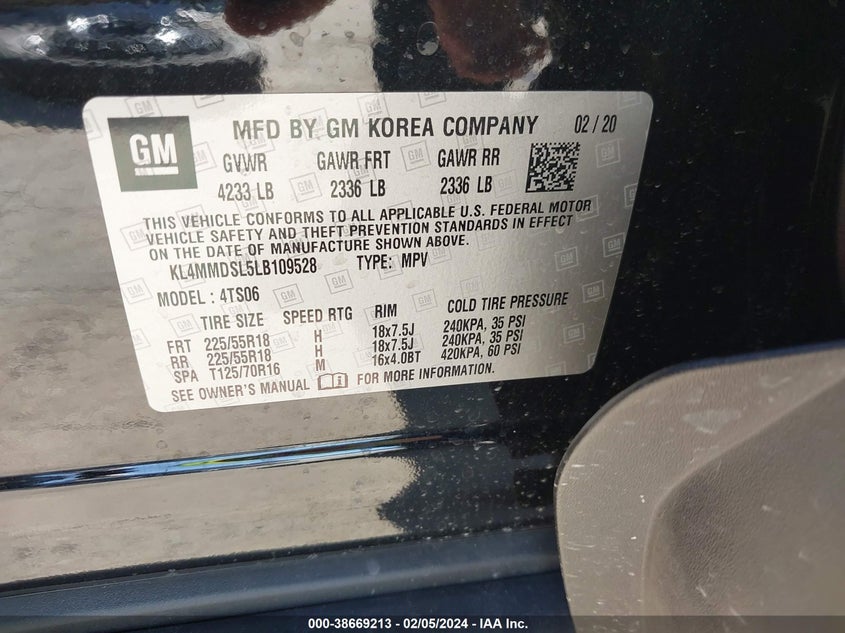 GM MFD BY GM KOREA COMPANY 02 / 20
GVWR GAWR FRT GAWR RR
4233 LB 2336 LB 2336 LB
THIS VEHICLE CONFORMS TO ALL APPLICABLE U.S. FEDERAL MOTOR
VEHICLE SAFETY AND THEFT PREVENTION STANDARDS IN EFFECT
ON THE DATE OF MANUFACTURE SHOWN ABOVE.
KL4MMDSL5LB109528 TYPE: MPV
MODEL : 4TS06
TIRE SIZE SPEED RTG RIM COLD TIRE PRESSURE
FRT 225/55R18 H 18x7.5J 240KPA, 35 PSI
RR 225/55R18 H 18x7.5J 240KPA, 35 PSI
SPA T125/70R16 M 16x4.0BT 420KPA, 60 PSI
SEE OWNER'S MANUAL FOR MORE INFORMATION.
000-38669213 - 02/05/2024 - IAA Inc.